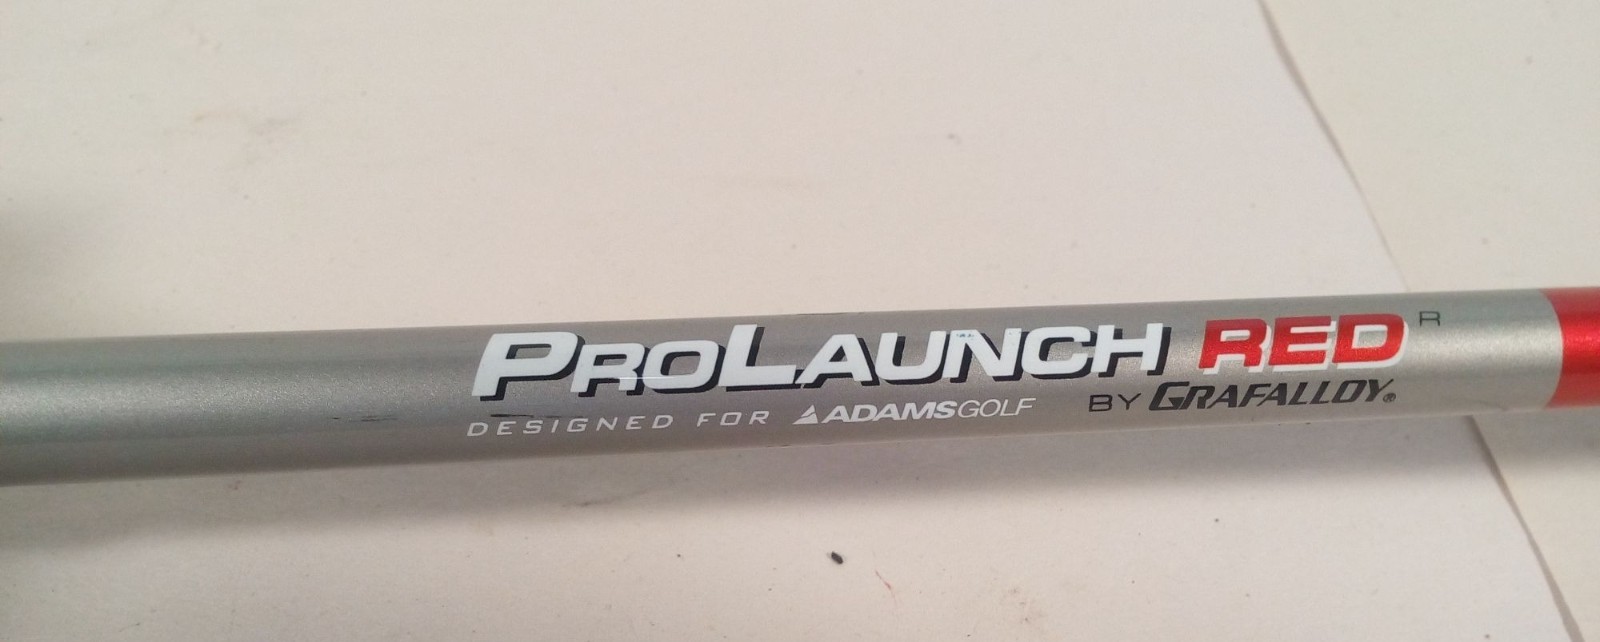 PROLAUNCH RED R
DESIGNED FOR ADAMSGOLF BY GRAFALLOY®